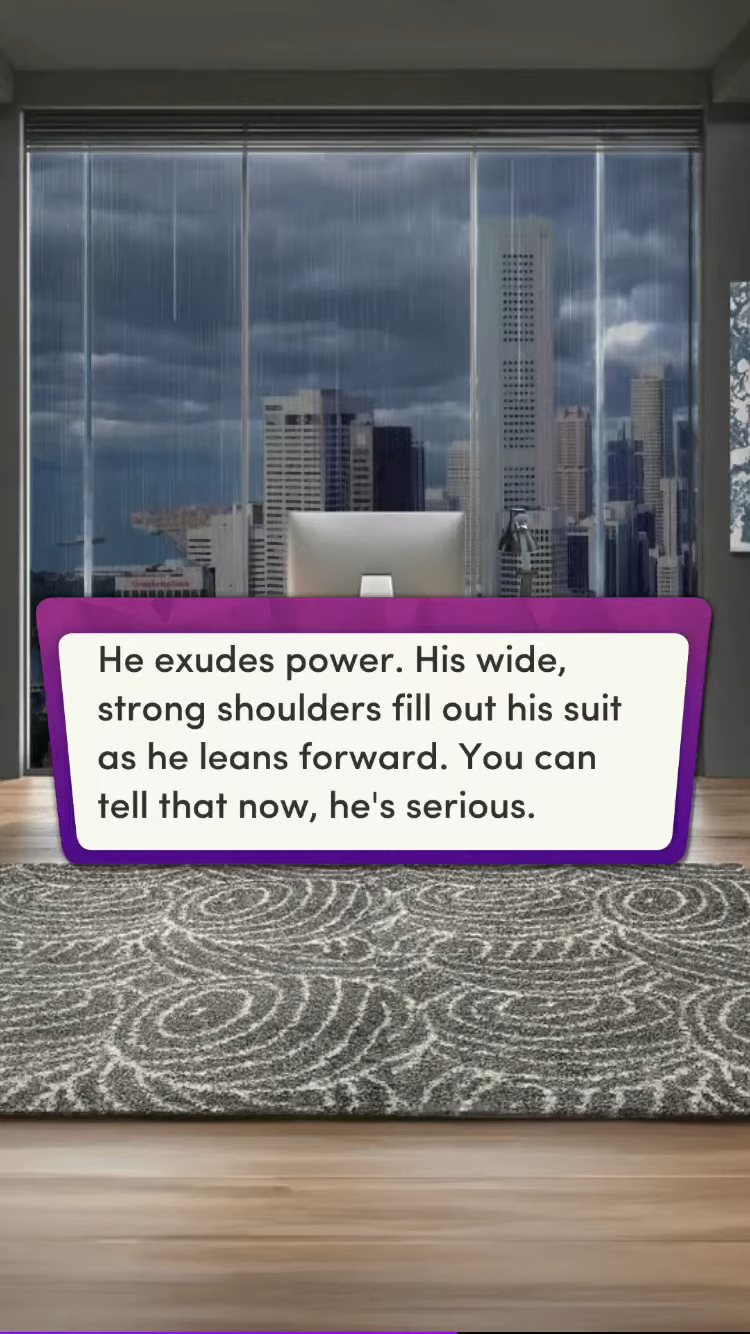 He exudes power. His wide,
strong shoulders fill out his suit
as he leans forward. You can
tell that now, he's serious.